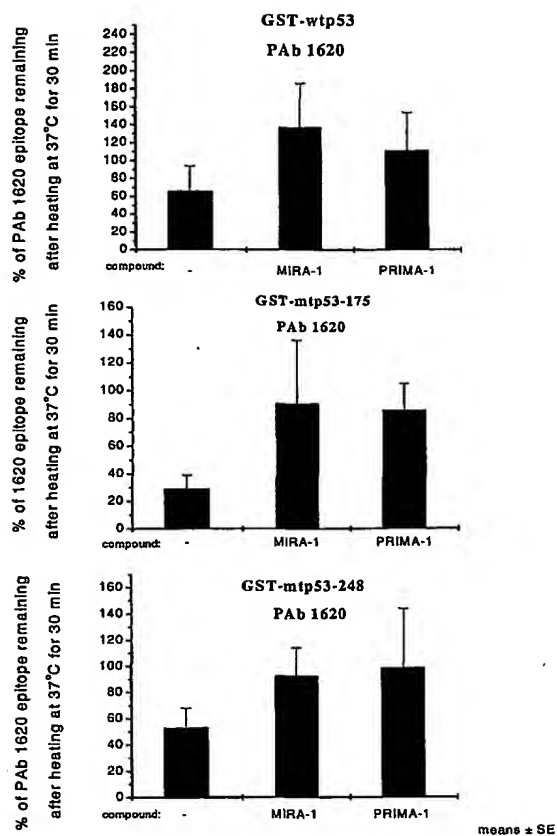 GST-wtp53
PAb 1620
% of PAb 1620 epitope remaining
after heating at 37°C for 30 min
240
220
200
180
160
140
120
100
80
60
40
20
0
compound: - MIRA-1 PRIMA-1
GST-mtp53-175
PAb 1620
% of 1620 epitope remaining
after heating at 37°C for 30 min
160
140
120
100
80
60
40
20
0
compound: - MIRA-1 PRIMA-1
GST-mtp53-248
PAb 1620
% of PAb 1620 epitope remaining
after heating at 37°C for 30 min
160
140
120
100
80
60
40
20
0
compound: - MIRA-1 PRIMA-1
means ± SE